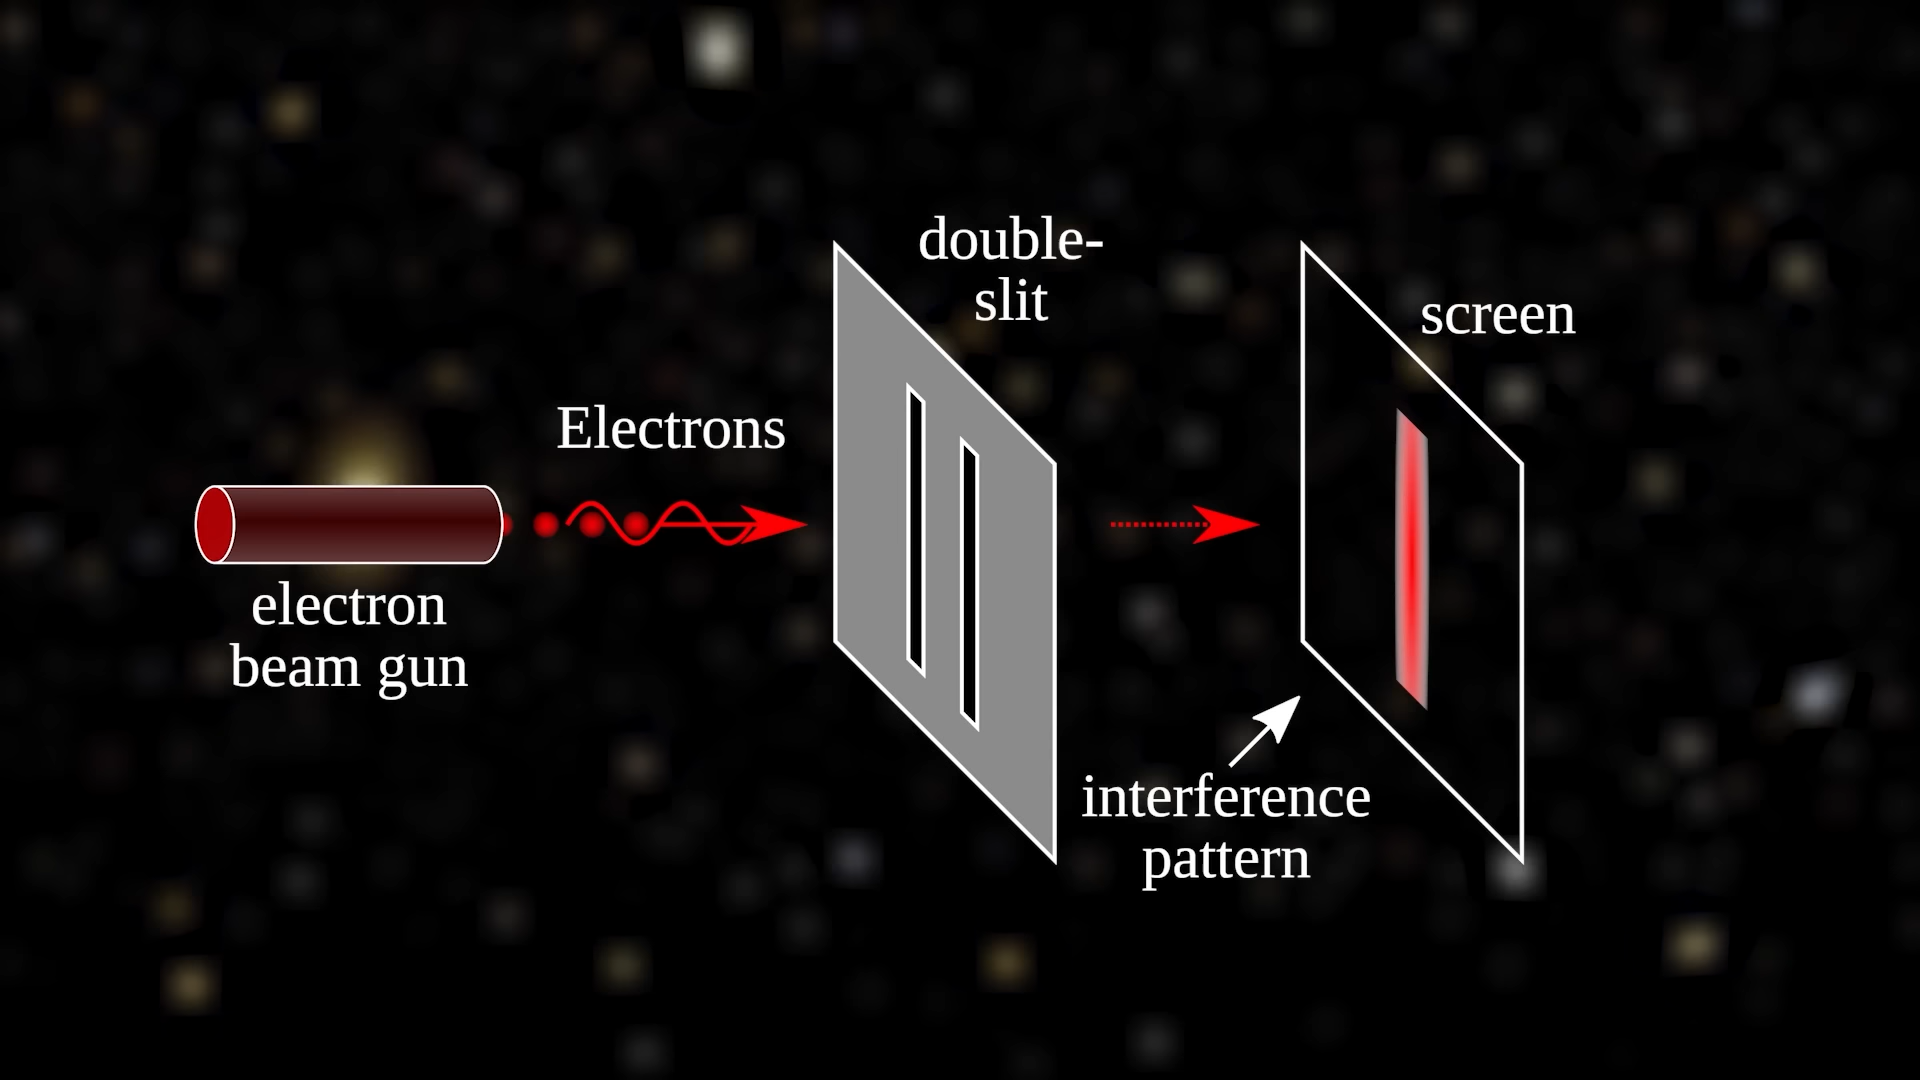 double-
slit
screen
Electrons
electron
beam gun
interference
pattern